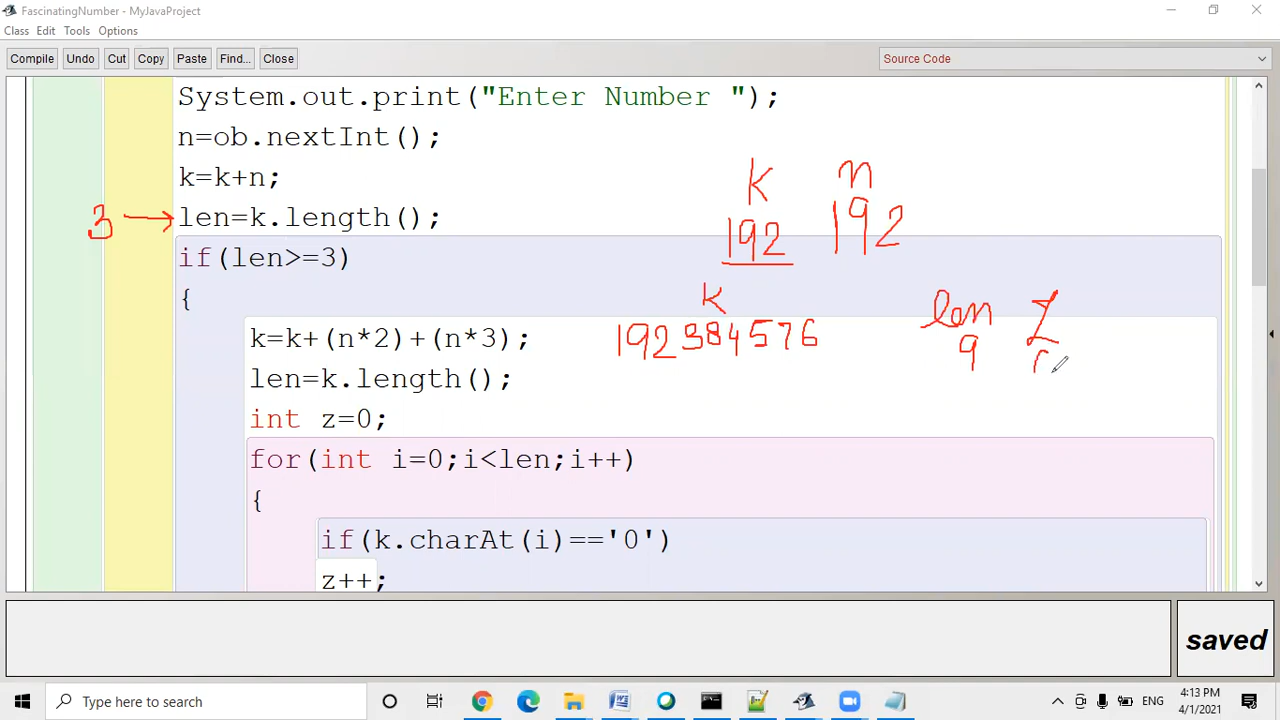 FascinatingNumber - MyJavaProject
Class Edit Tools Options
Compile Undo Cut Copy Paste Find... Close Source Code
System.out.print("Enter Number ");
n=ob.nextInt();
k=k+n;
k n
3 len=k.length();
192 192
if(len>=3)
{
k
len z
k=k+(n*2)+(n*3);
192384576
9
len=k.length();
int z=0;
for(int i=0;i<len;i++)
{
if(k.charAt(i)=='0')
z++;
saved
Type here to search
ENG
4:13 PM
4/1/2021